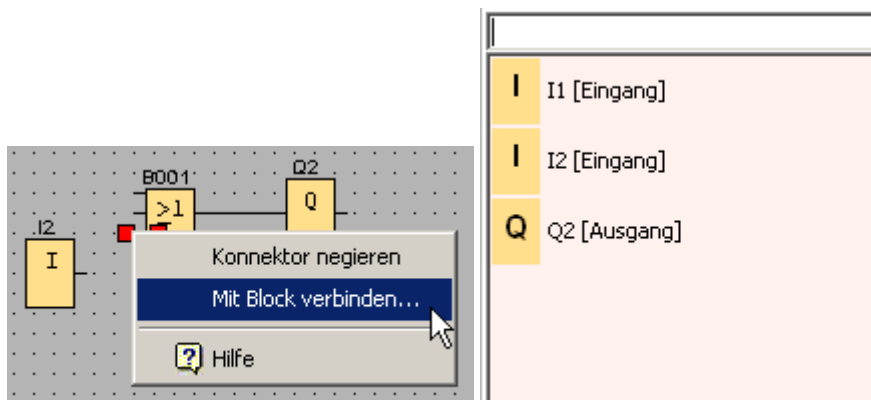 B001
Q2
>1
Q
I2
I
Konnektor negieren
Mit Block verbinden...
Hilfe
I I1 [Eingang]
I I2 [Eingang]
Q Q2 [Ausgang]